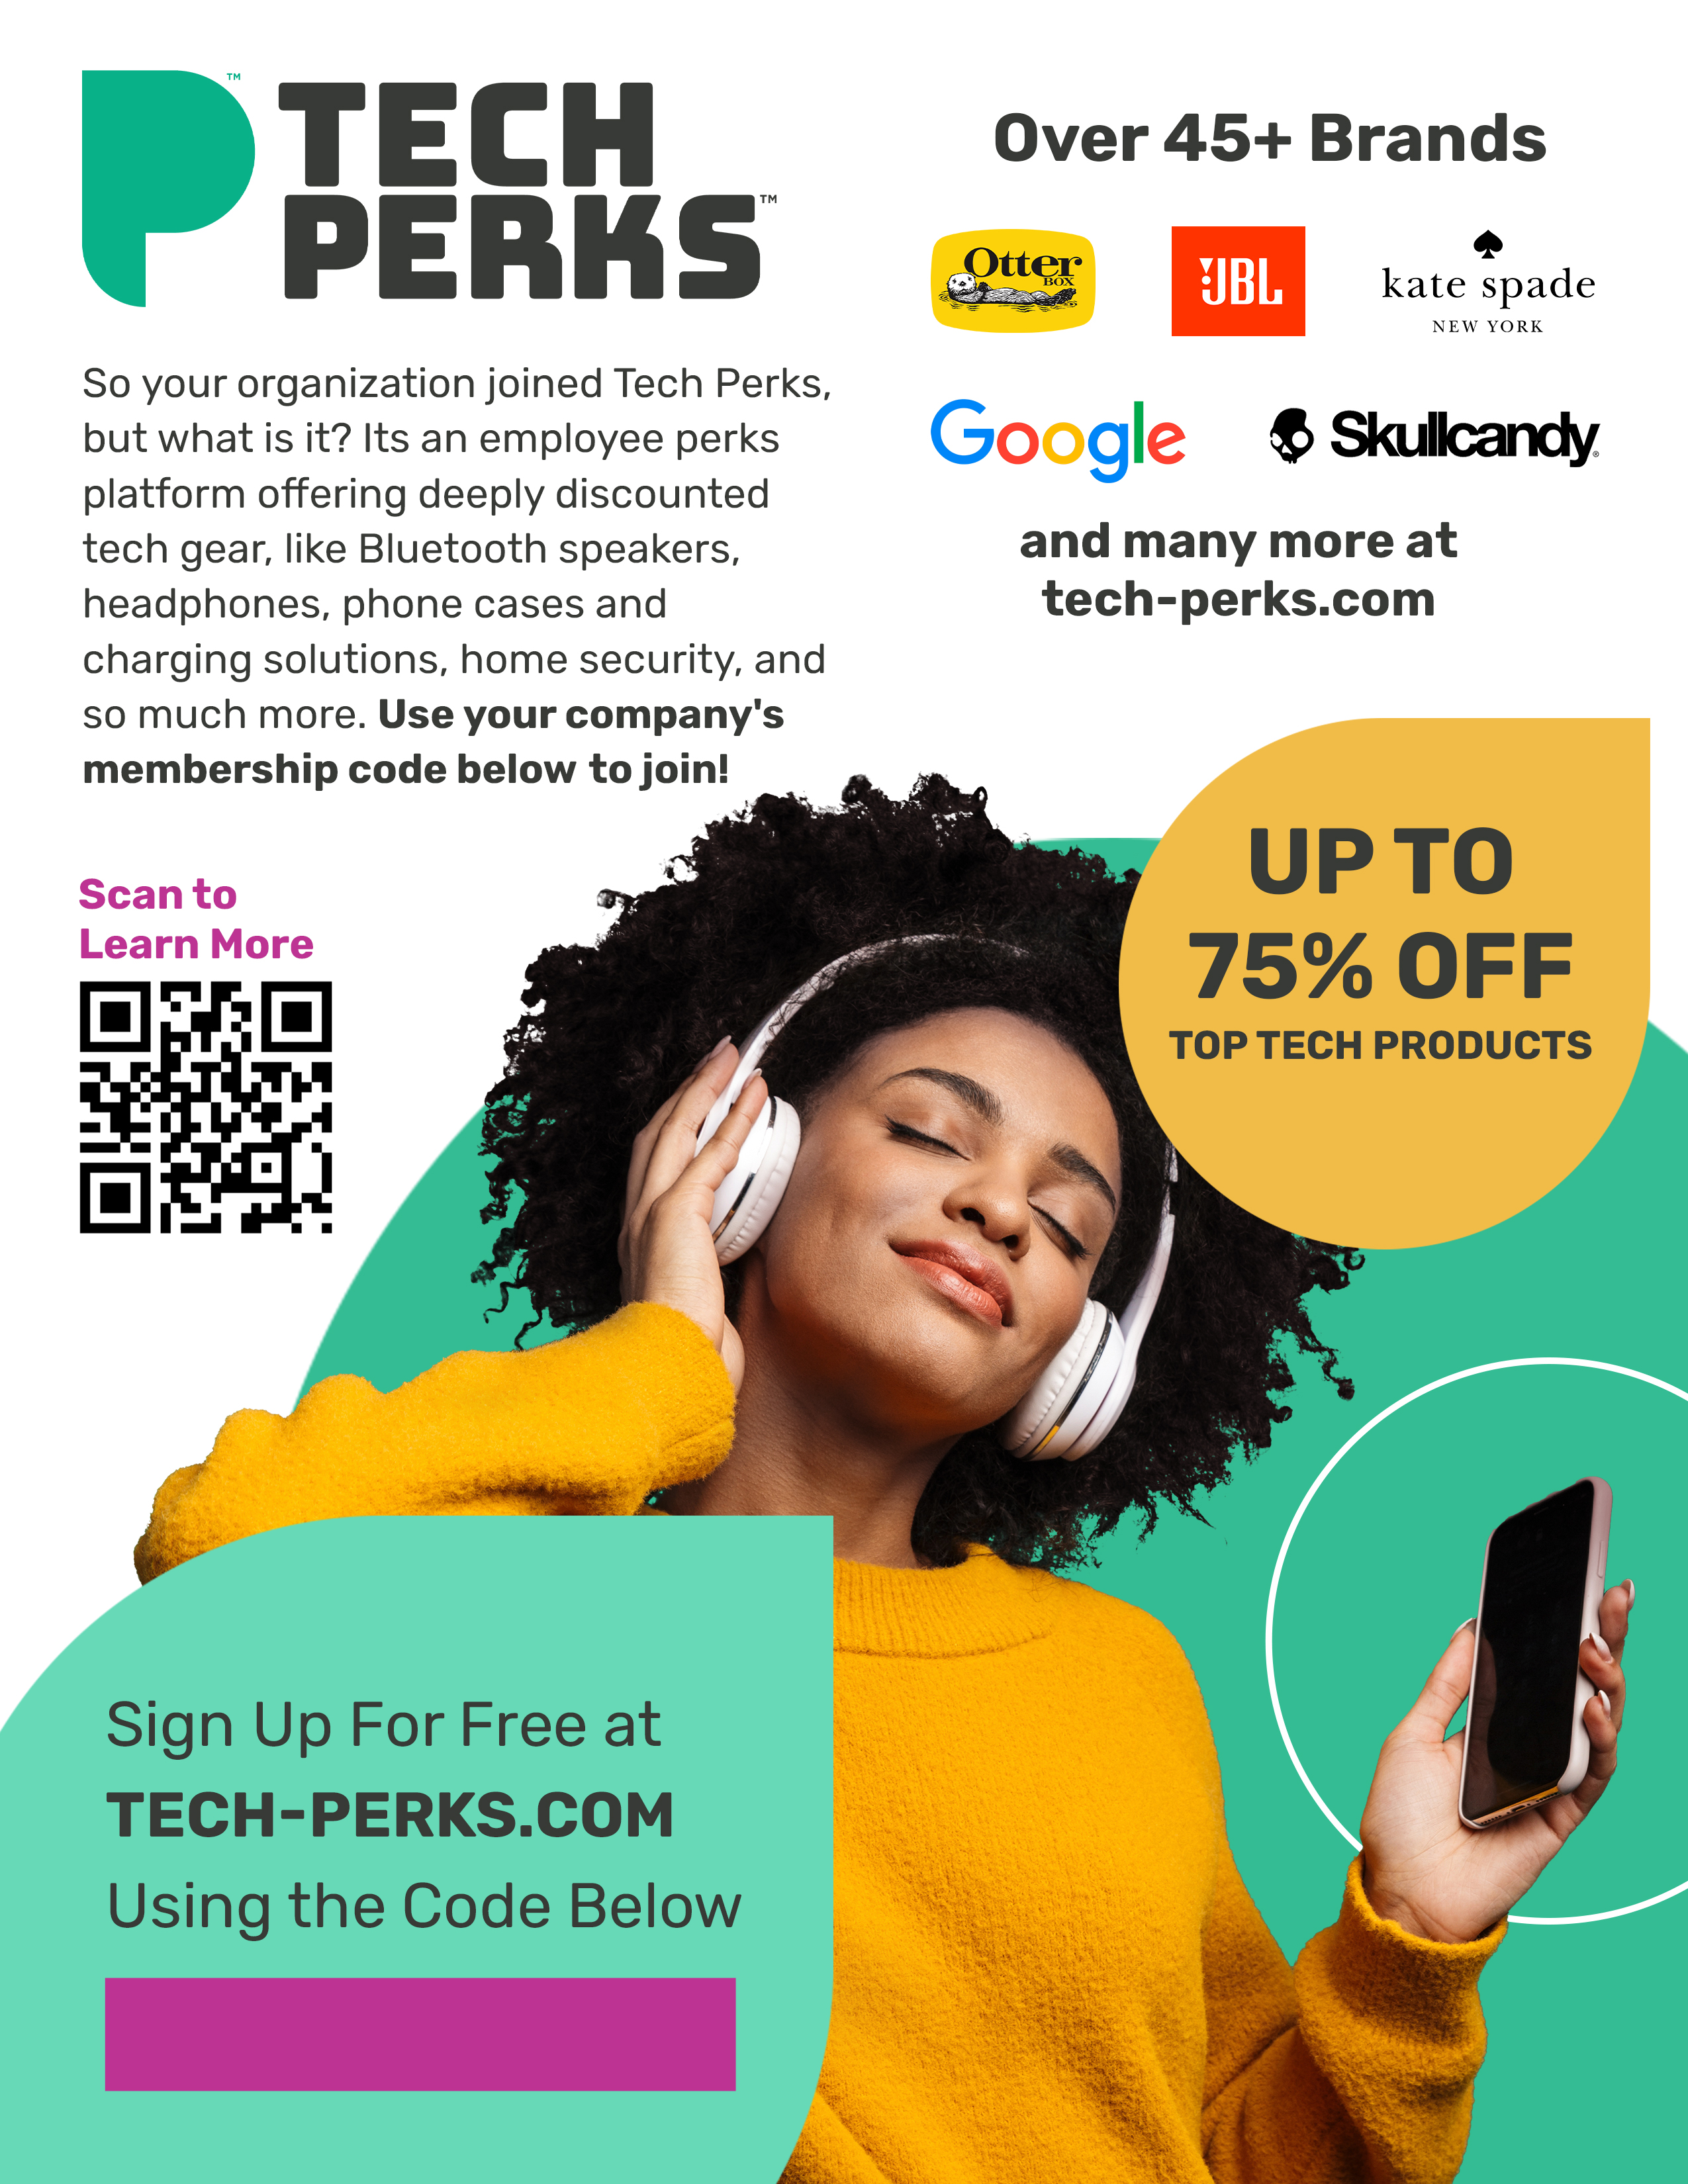 TM
TECH
PERKS™
So your organization joined Tech Perks,
but what is it? Its an employee perks
platform offering deeply discounted
tech gear, like Bluetooth speakers,
headphones, phone cases and
charging solutions, home security, and
so much more. Use your company's
membership code below to join!
Over 45+ Brands
Otter
BOX
JBL
kate spade
NEW YORK
Google
Skullcandy®
and many more at
tech-perks.com
UP TO
75% OFF
TOP TECH PRODUCTS
Scan to
Learn More
Sign Up For Free at
TECH-PERKS.COM
Using the Code Below